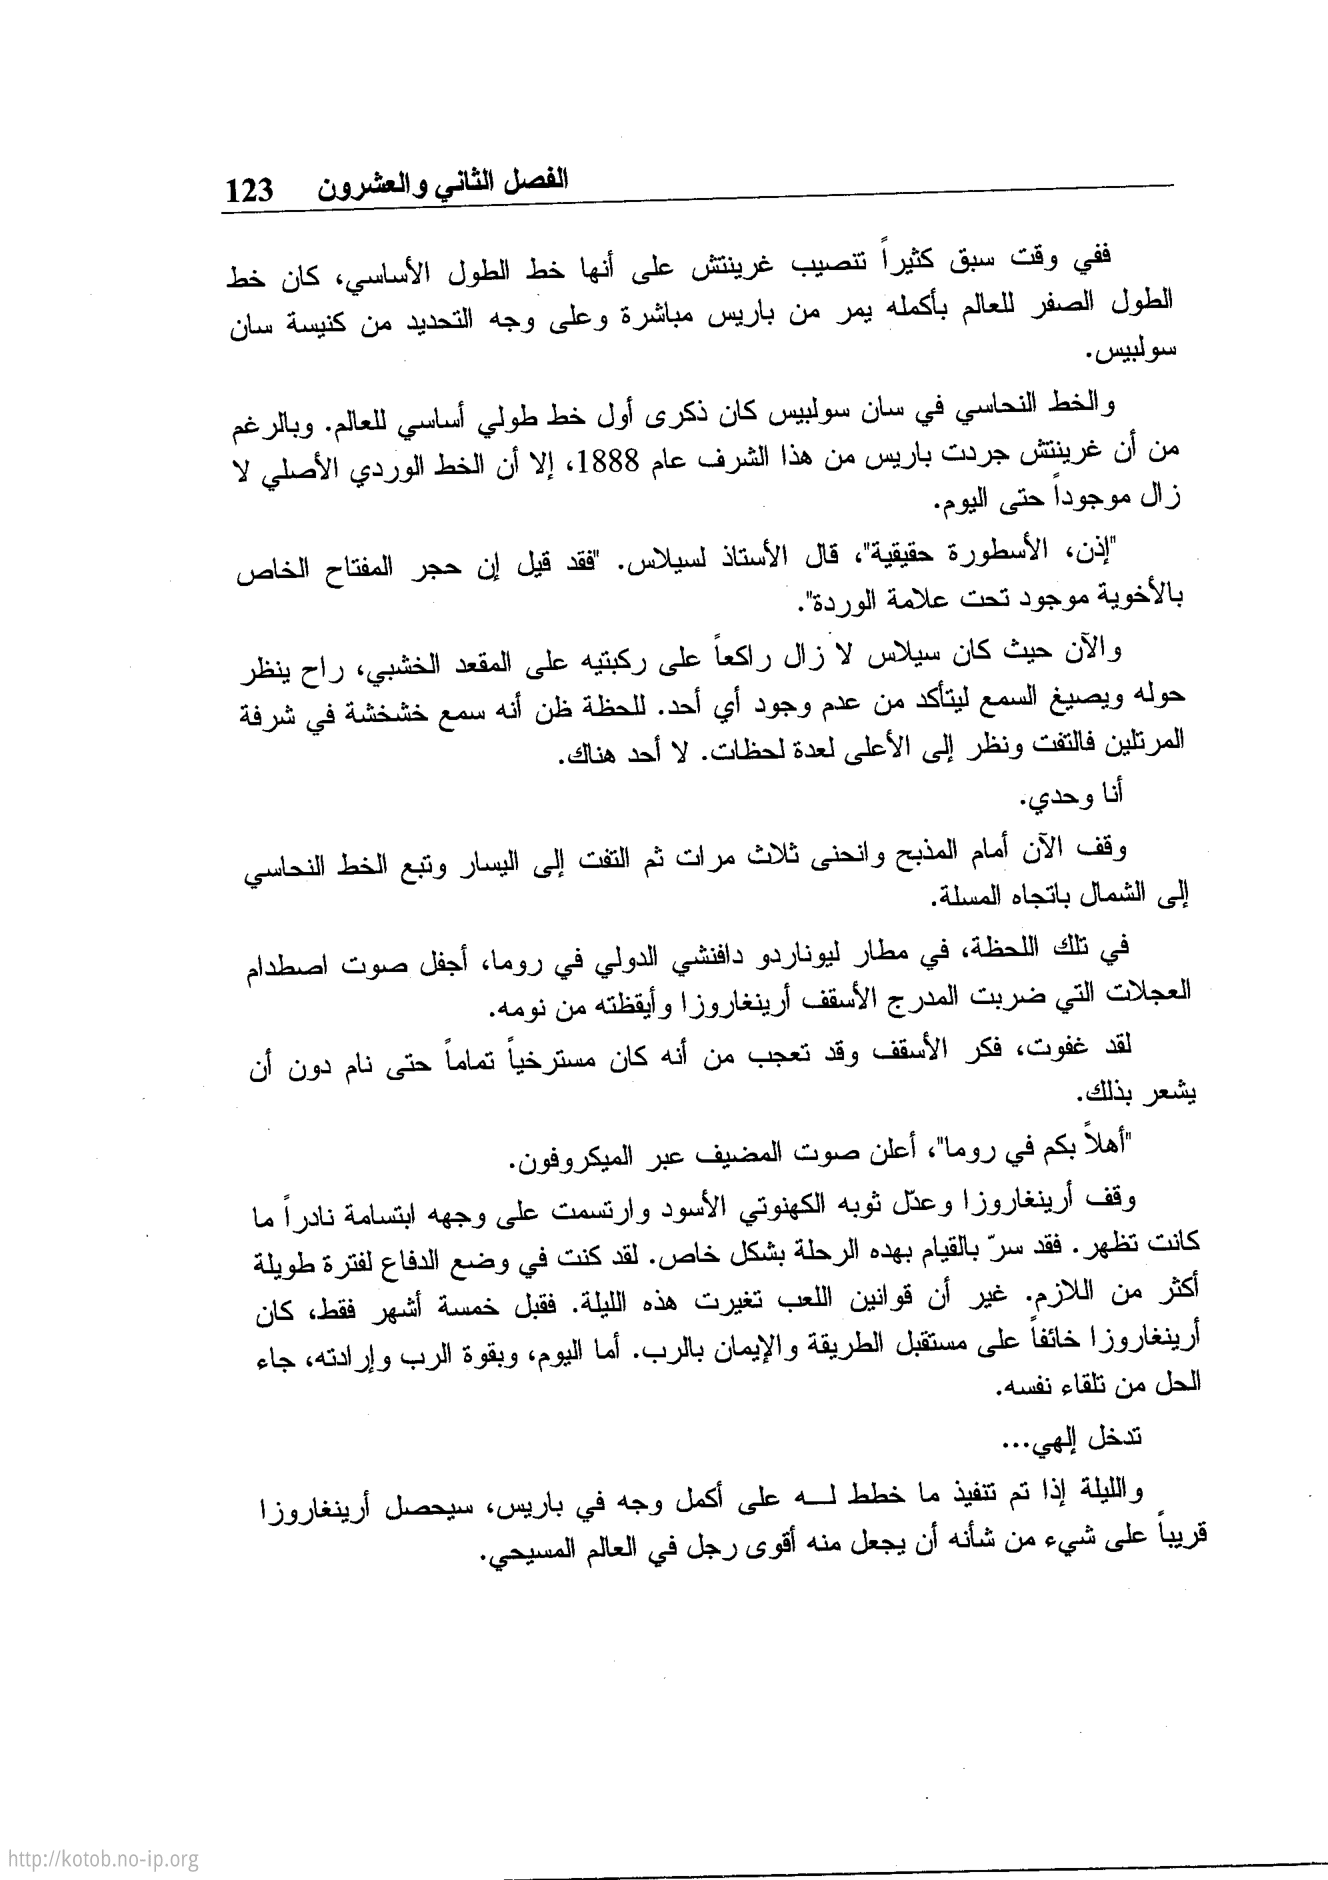 الفصل الثاني والعشرون 123
ففي وقت سبق كثيراً تنصيب غرينتش على أنها خط الطول الأساسي، كان خط
الطول الصفر للعالم بأكمله يمر من باريس مباشرة وعلى وجه التحديد من كنيسة سان
سولبيس.
والخط النحاسي في سان سولبيس كان ذكرى أول خط طولي أساسي للعالم. وبالرغم
من أن غرينتش جردت باريس من هذا الشرف عام 1888، إلا أن الخط الوردي الأصلي لا
زال موجوداً حتى اليوم.
"إذن، الأسطورة حقيقية"، قال الأستاذ لسيلاس. "فقد قيل إن حجر المفتاح الخاص
بالأخوية موجود تحت علامة الوردة".
والآن حيث كان سيلاس لا زال راكعاً على ركبتيه على المقعد الخشبي، راح ينظر
حوله ويصيغ السمع ليتأكد من عدم وجود أي أحد. للحظة ظن أنه سمع خشخشة في شرفة
المرتلين فالتفت ونظر إلى الأعلى لعدة لحظات. لا أحد هناك.
أنا وحدي.
وقف الآن أمام المذبح وانحنى ثلاث مرات ثم التفت إلى اليسار وتبع الخط النحاسي
إلى الشمال باتجاه المسلة.
في تلك اللحظة، في مطار ليوناردو دافنشي الدولي في روما، أجفل صوت اصطدام
العجلات التي ضربت المدرج الأسقف أرينغاروزا وأيقظته من نومه.
لقد غفوت، فكر الأسقف وقد تعجب من أنه كان مسترخياً تماماً حتى نام دون أن
يشعر بذلك.
"أهلاً بكم في روما"، أعلن صوت المضيف عبر الميكروفون.
وقف أرينغاروزا وعدّل ثوبه الكهنوتي الأسود وارتسمت على وجهه ابتسامة نادراً ما
كانت تظهر. فقد سرّ بالقيام بهده الرحلة بشكل خاص. لقد كنت في وضع الدفاع لفترة طويلة
أكثر من اللازم. غير أن قوانين اللعب تغيرت هذه الليلة. فقبل خمسة أشهر فقط، كان
أرينغاروزا خائفاً على مستقبل الطريقة والإيمان بالرب. أما اليوم، وبقوة الرب وإرادته، جاء
الحل من تلقاء نفسه.
تدخل إلهي...
والليلة إذا تم تنفيذ ما خطط لـــه على أكمل وجه في باريس، سيحصل أرينغاروزا
قريباً على شيء من شأنه أن يجعل منه أقوى رجل في العالم المسيحي.
http://kotob.no-ip.org